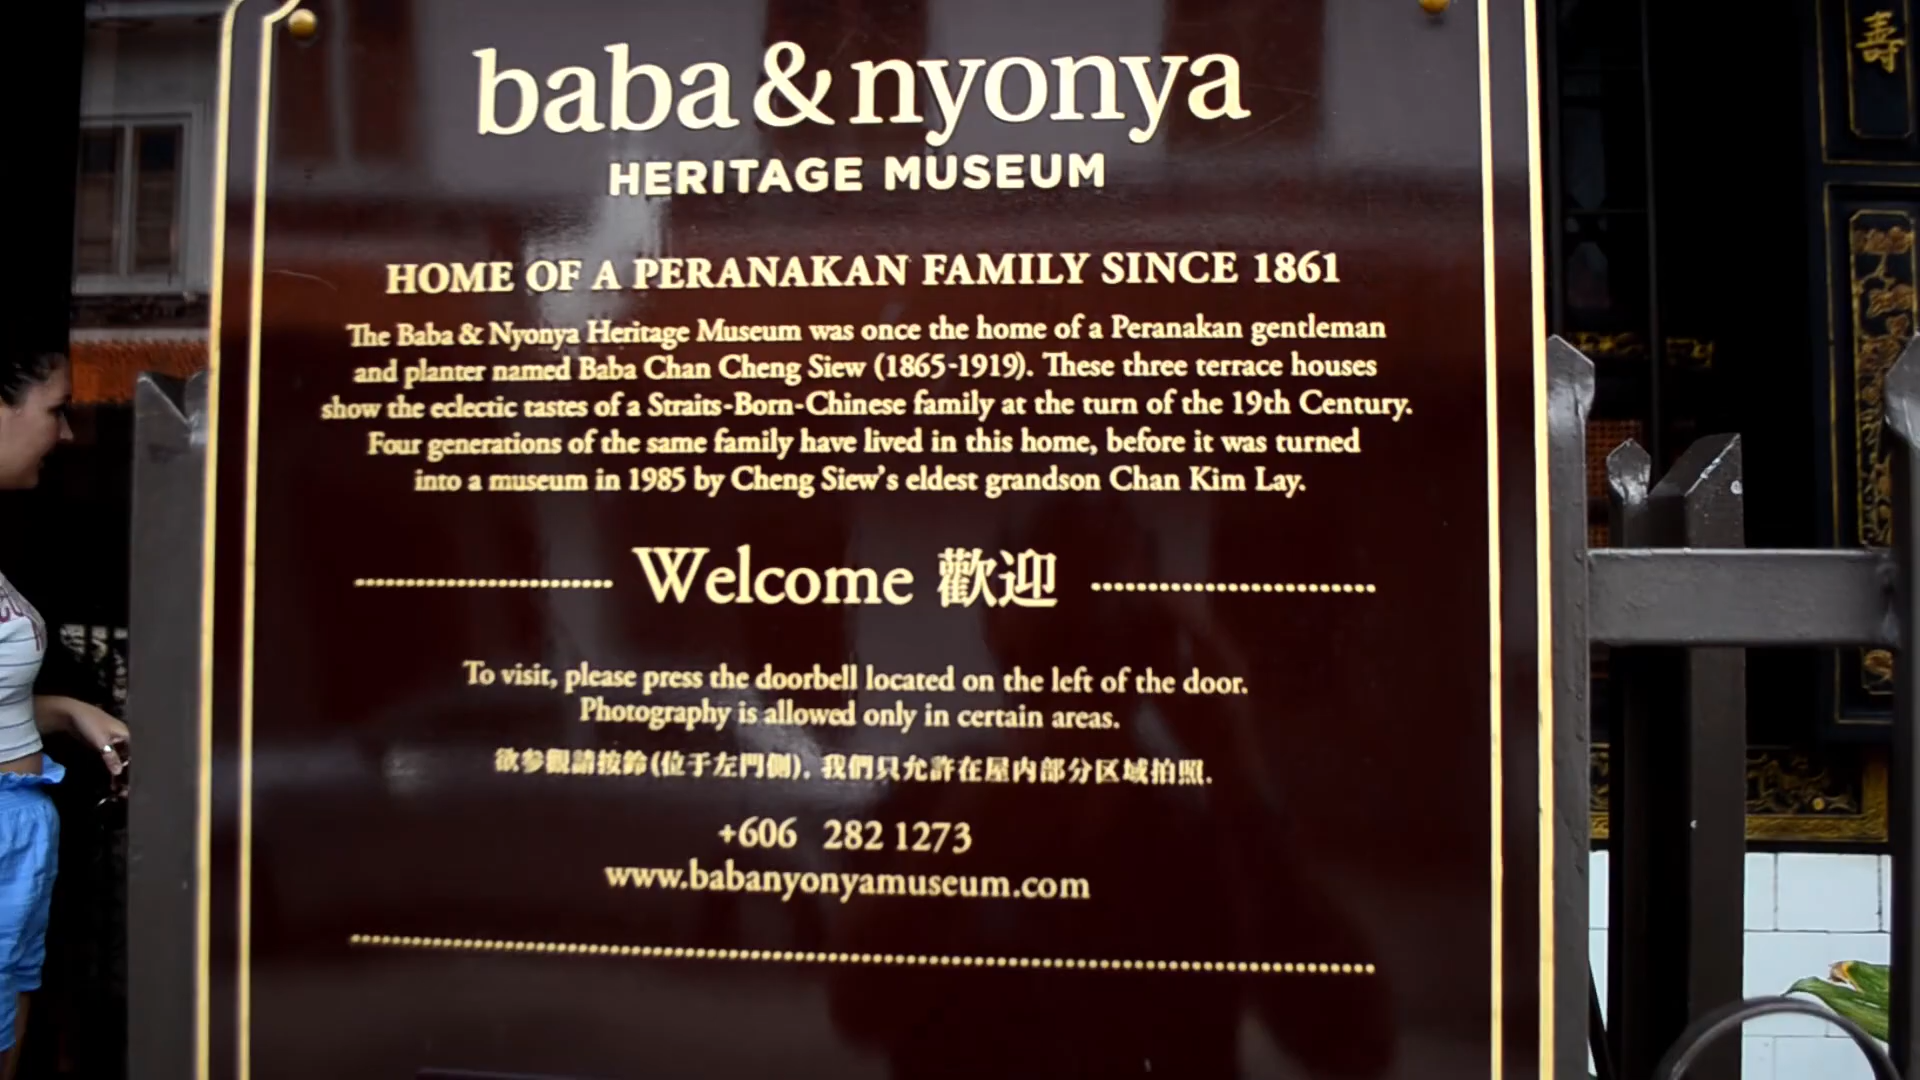 baba & nyonya
HERITAGE MUSEUM
HOME OF A PERANAKAN FAMILY SINCE 1861
The Baba & Nyonya Heritage Museum was once the home of a Peranakan gentleman
and planter named Baba Chan Cheng Siew (1865-1919). These three terrace houses
show the eclectic tastes of a Straits-Born-Chinese family at the turn of the 19th Century.
Four generations of the same family have lived in this home, before it was turned
into a museum in 1985 by Cheng Siew's eldest grandson Chan Kim Lay.
Welcome 歡迎
To visit, please press the doorbell located on the left of the door.
Photography is allowed only in certain areas.
欲参觀請按鈴(位于左門側), 我們只允許在屋内部分区域拍照.
+606 282 1273
www.babanyonyamuseum.com
壽